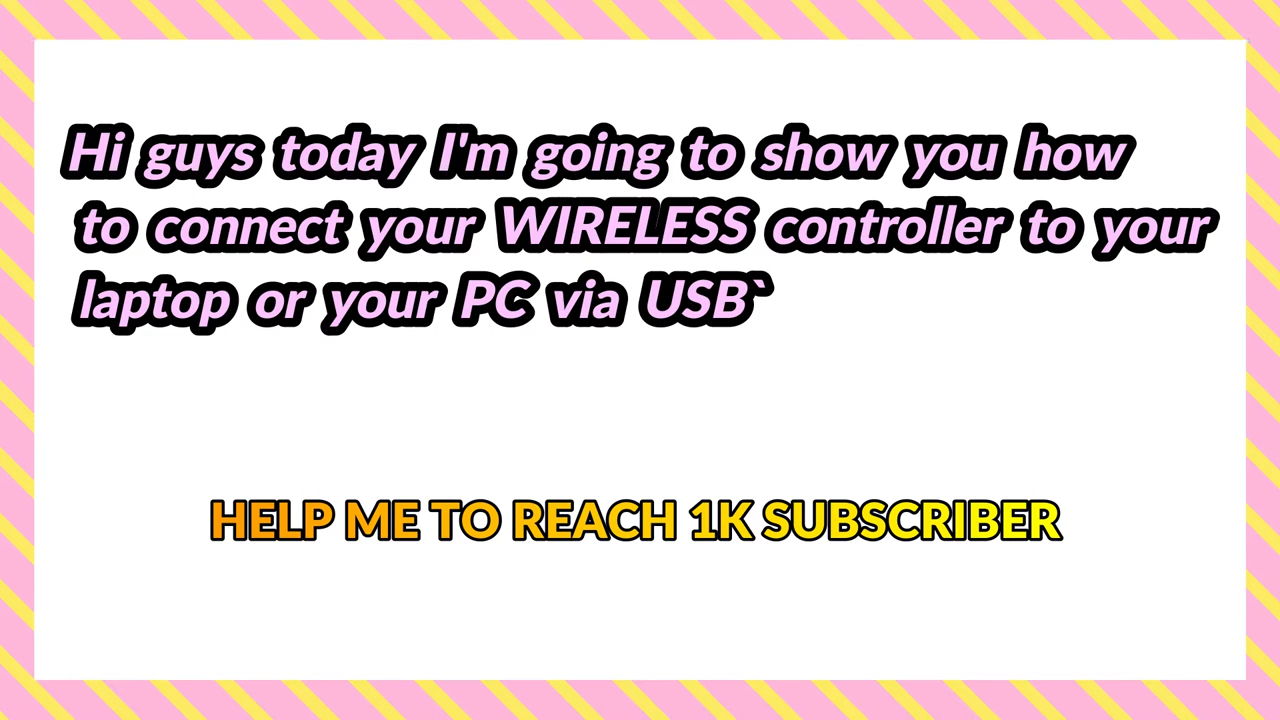 Hi guys today I'm going to show you how
to connect your WIRELESS controller to your
laptop or your PC via USB`
HELP ME TO REACH 1K SUBSCRIBER